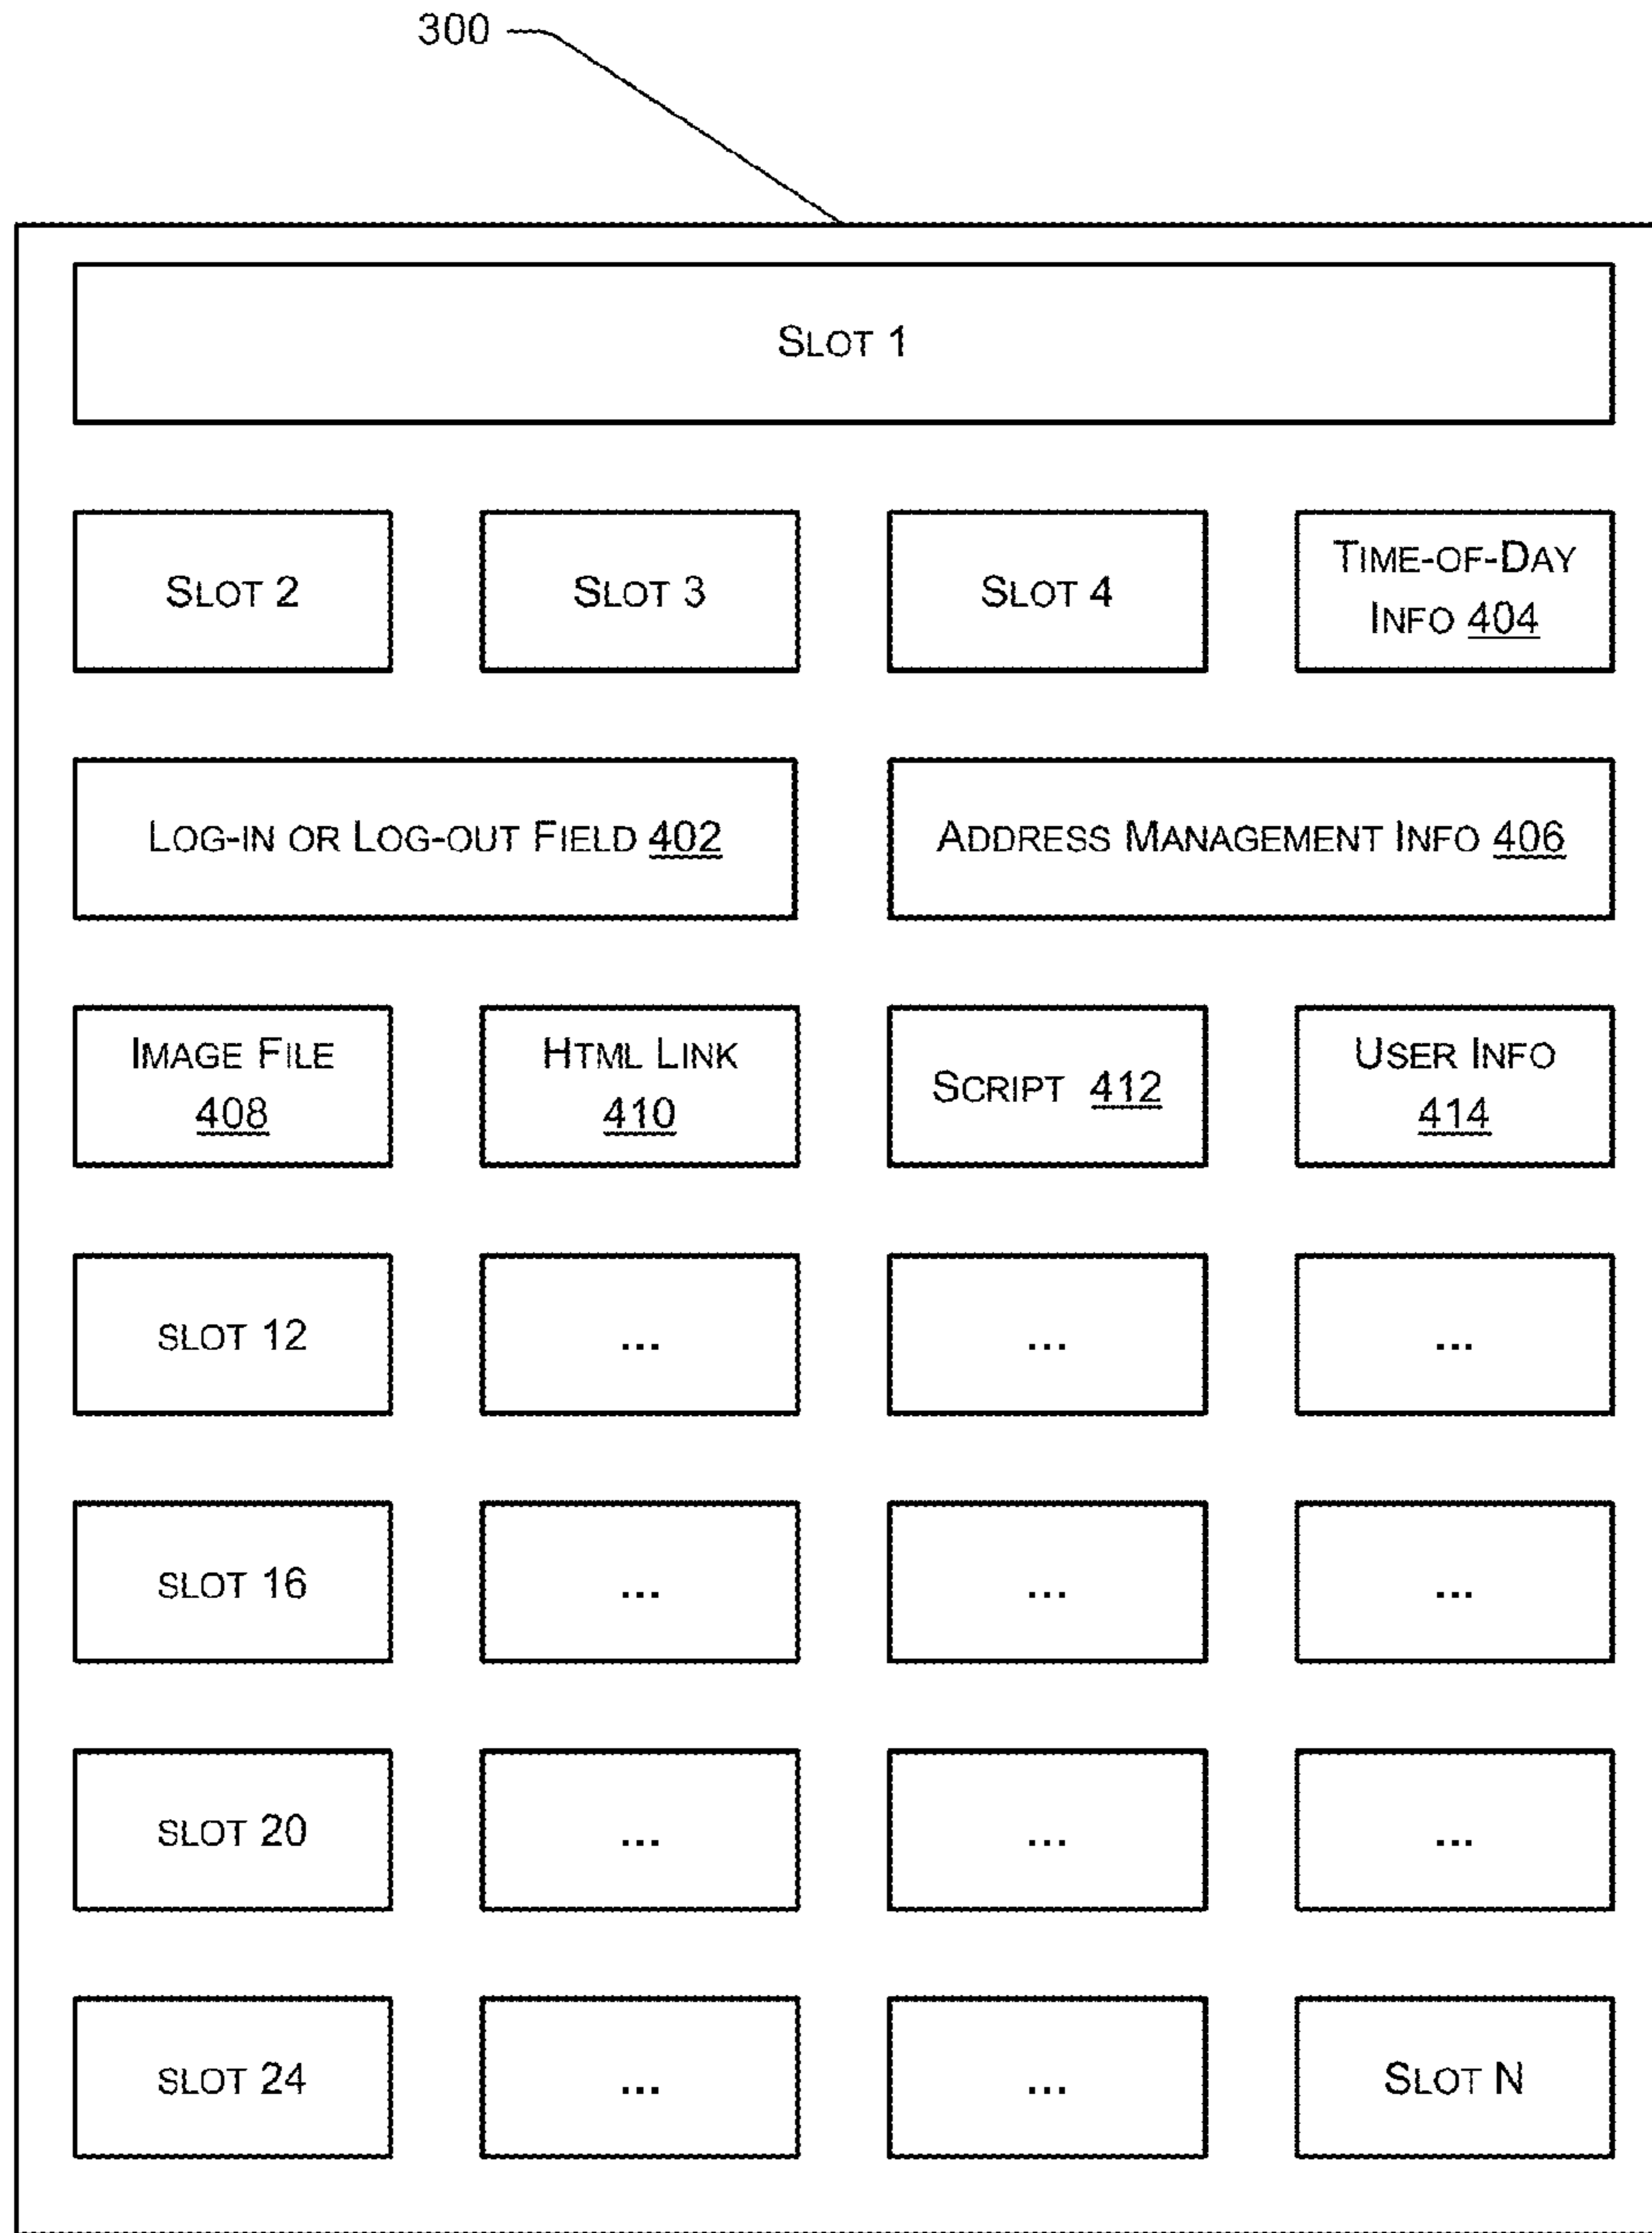 300
SLOT 1
SLOT 2
SLOT 3
SLOT 4
TIME-OF-DAY
INFO 404
LOG-IN OR LOG-OUT FIELD 402
ADDRESS MANAGEMENT INFO 406
IMAGE FILE
408
HTML LINK
410
SCRIPT 412
USER INFO
414
SLOT 12
...
...
...
SLOT 16
...
...
...
SLOT 20
...
...
...
SLOT 24
...
...
SLOT N